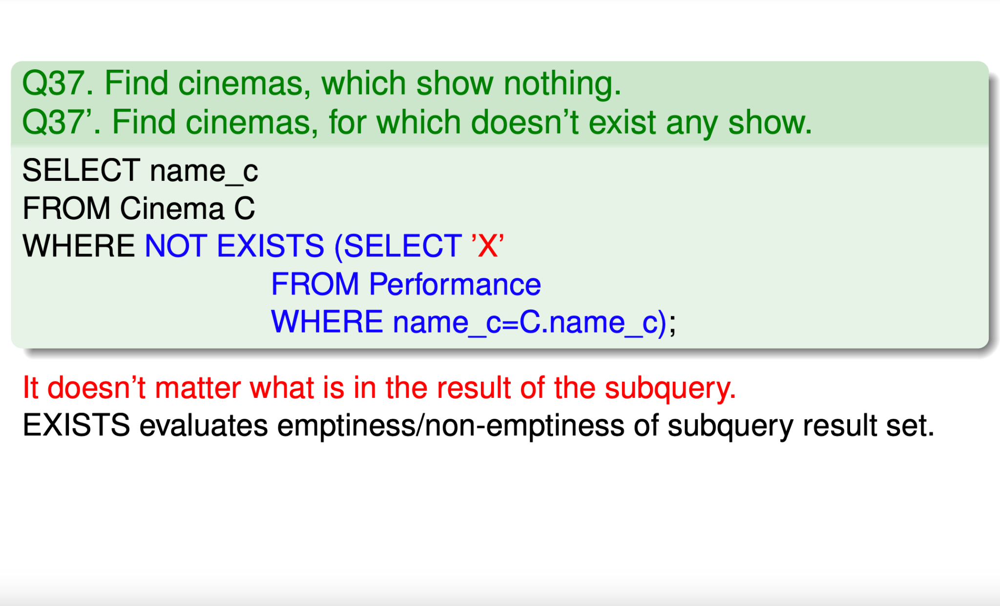 Q37. Find cinemas, which show nothing.
Q37’. Find cinemas, for which doesn’t exist any show.
SELECT name_c
FROM Cinema C
WHERE NOT EXISTS (SELECT ’X’
FROM Performance
WHERE name_c=C.name_c);
It doesn’t matter what is in the result of the subquery.
EXISTS evaluates emptiness/non-emptiness of subquery result set.